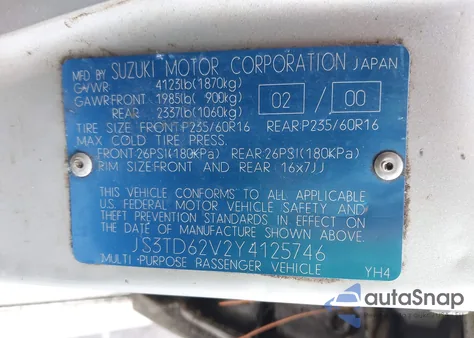 MFD BY SUZUKI MOTOR CORPORATION JAPAN
GVWR 4123lb(1870kg)
GAWR FRONT 1985lb( 900kg) 02 / 00
REAR 2337lb(1060kg)
TIRE SIZE FRONT P235/60R16 REAR P235/60R16
MAX COLD TIRE PRESS.
FRONT 26PSI(180KPa) REAR 26PSI(180KPa)
RIM SIZE FRONT AND REAR 16x7JJ
THIS VEHICLE CONFORMS TO ALL APPLICABLE
U.S. FEDERAL MOTOR VEHICLE SAFETY AND
THEFT PREVENTION STANDARDS IN EFFECT ON
THE DATE OF MANUFACTURE SHOWN ABOVE.
JS3TD62V2Y4125746
MULTI-PURPOSE PASSENGER VEHICLE YH4
autoSnap